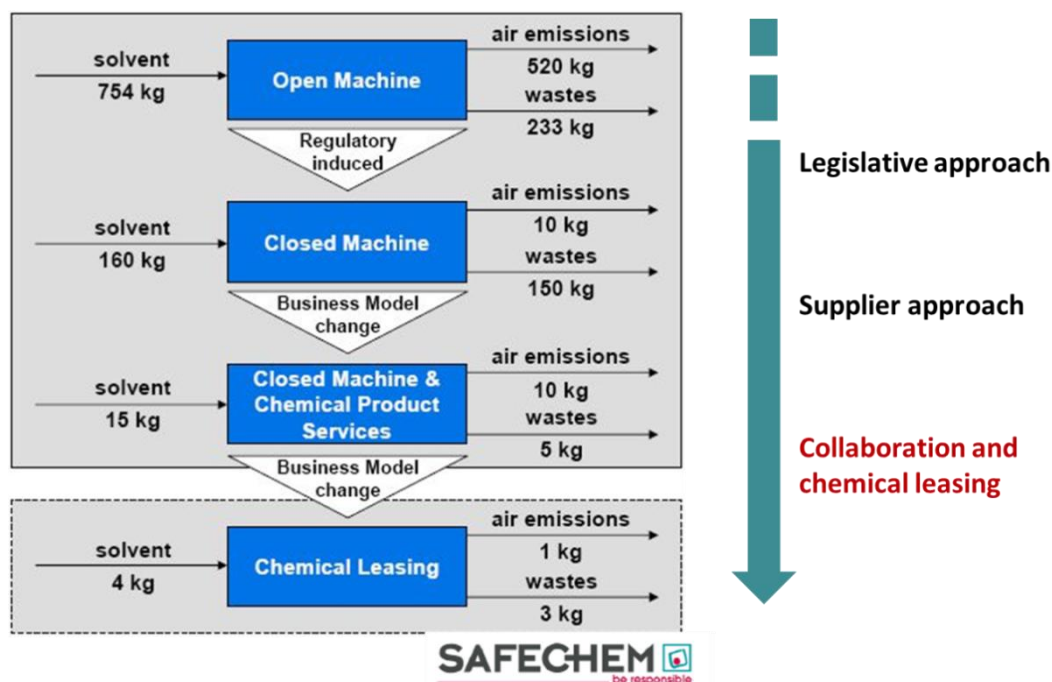 solvent
754 kg
Open Machine
air emissions
520 kg
wastes
233 kg
Regulatory
induced
Legislative approach
solvent
160 kg
Closed Machine
air emissions
10 kg
wastes
150 kg
Business Model
change
Supplier approach
solvent
15 kg
Closed Machine &
Chemical Product
Services
air emissions
10 kg
wastes
5 kg
Business Model
change
Collaboration and
chemical leasing
solvent
4 kg
Chemical Leasing
air emissions
1 kg
wastes
3 kg
SAFECHEM
be responsible